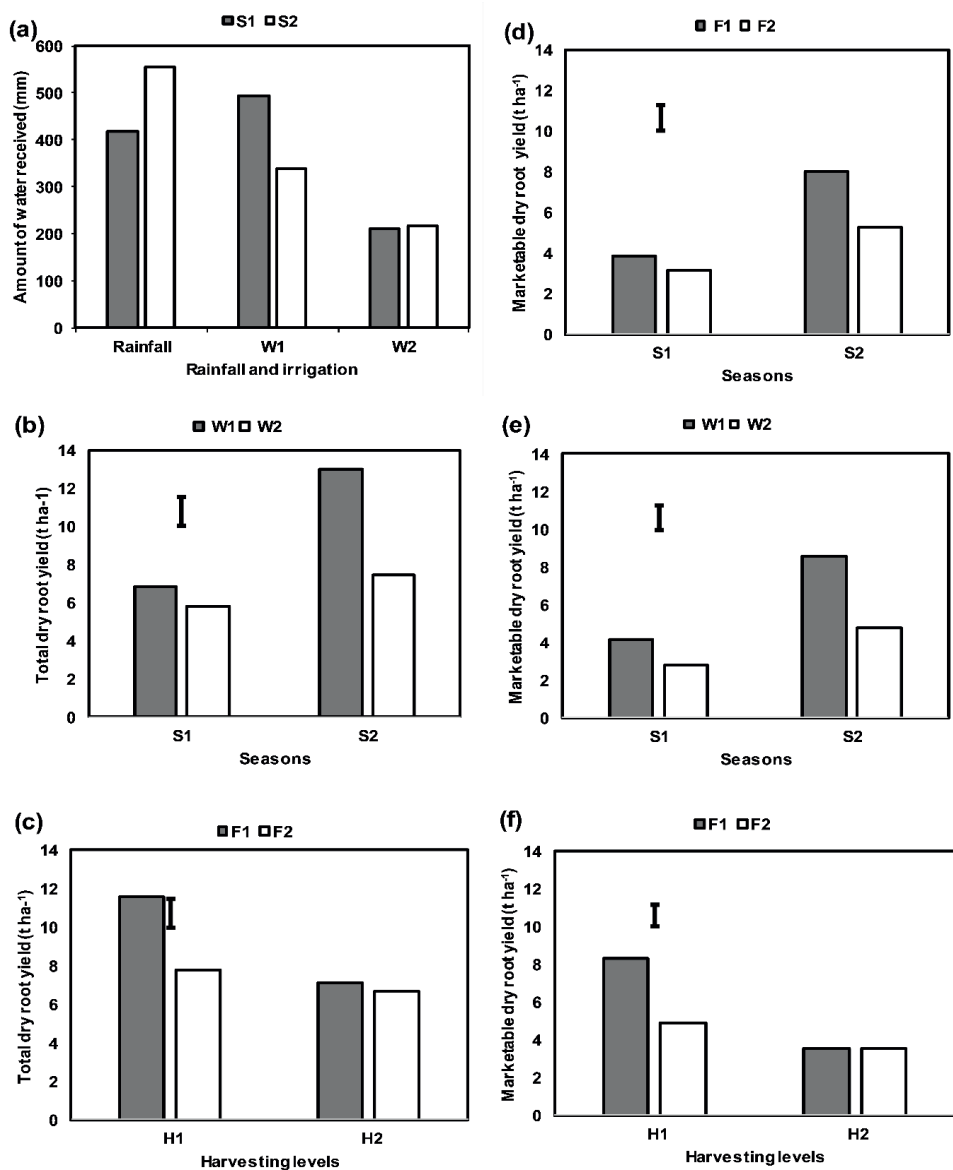 (a)
S1 S2
Amount of water received (mm)
600
500
400
300
200
100
0
Rainfall W1 W2
Rainfall and irrigation
(b)
W1 W2
Total dry root yield (t ha-1)
14
12
10
8
6
4
2
0
S1 S2
Seasons
(c)
F1 F2
Total dry root yield (t ha⁻¹)
14
12
10
8
6
4
2
0
H1 H2
Harvesting levels
(d)
F1 F2
Marketable dry root yield (t ha⁻¹)
14
12
10
8
6
4
2
0
S1 S2
Seasons
(e)
W1 W2
Marketable dry root yield (t ha⁻¹)
14
12
10
8
6
4
2
0
S1 S2
Seasons
(f)
F1 F2
Marketable dry root yield (t ha⁻¹)
14
12
10
8
6
4
2
0
H1 H2
Harvesting levels